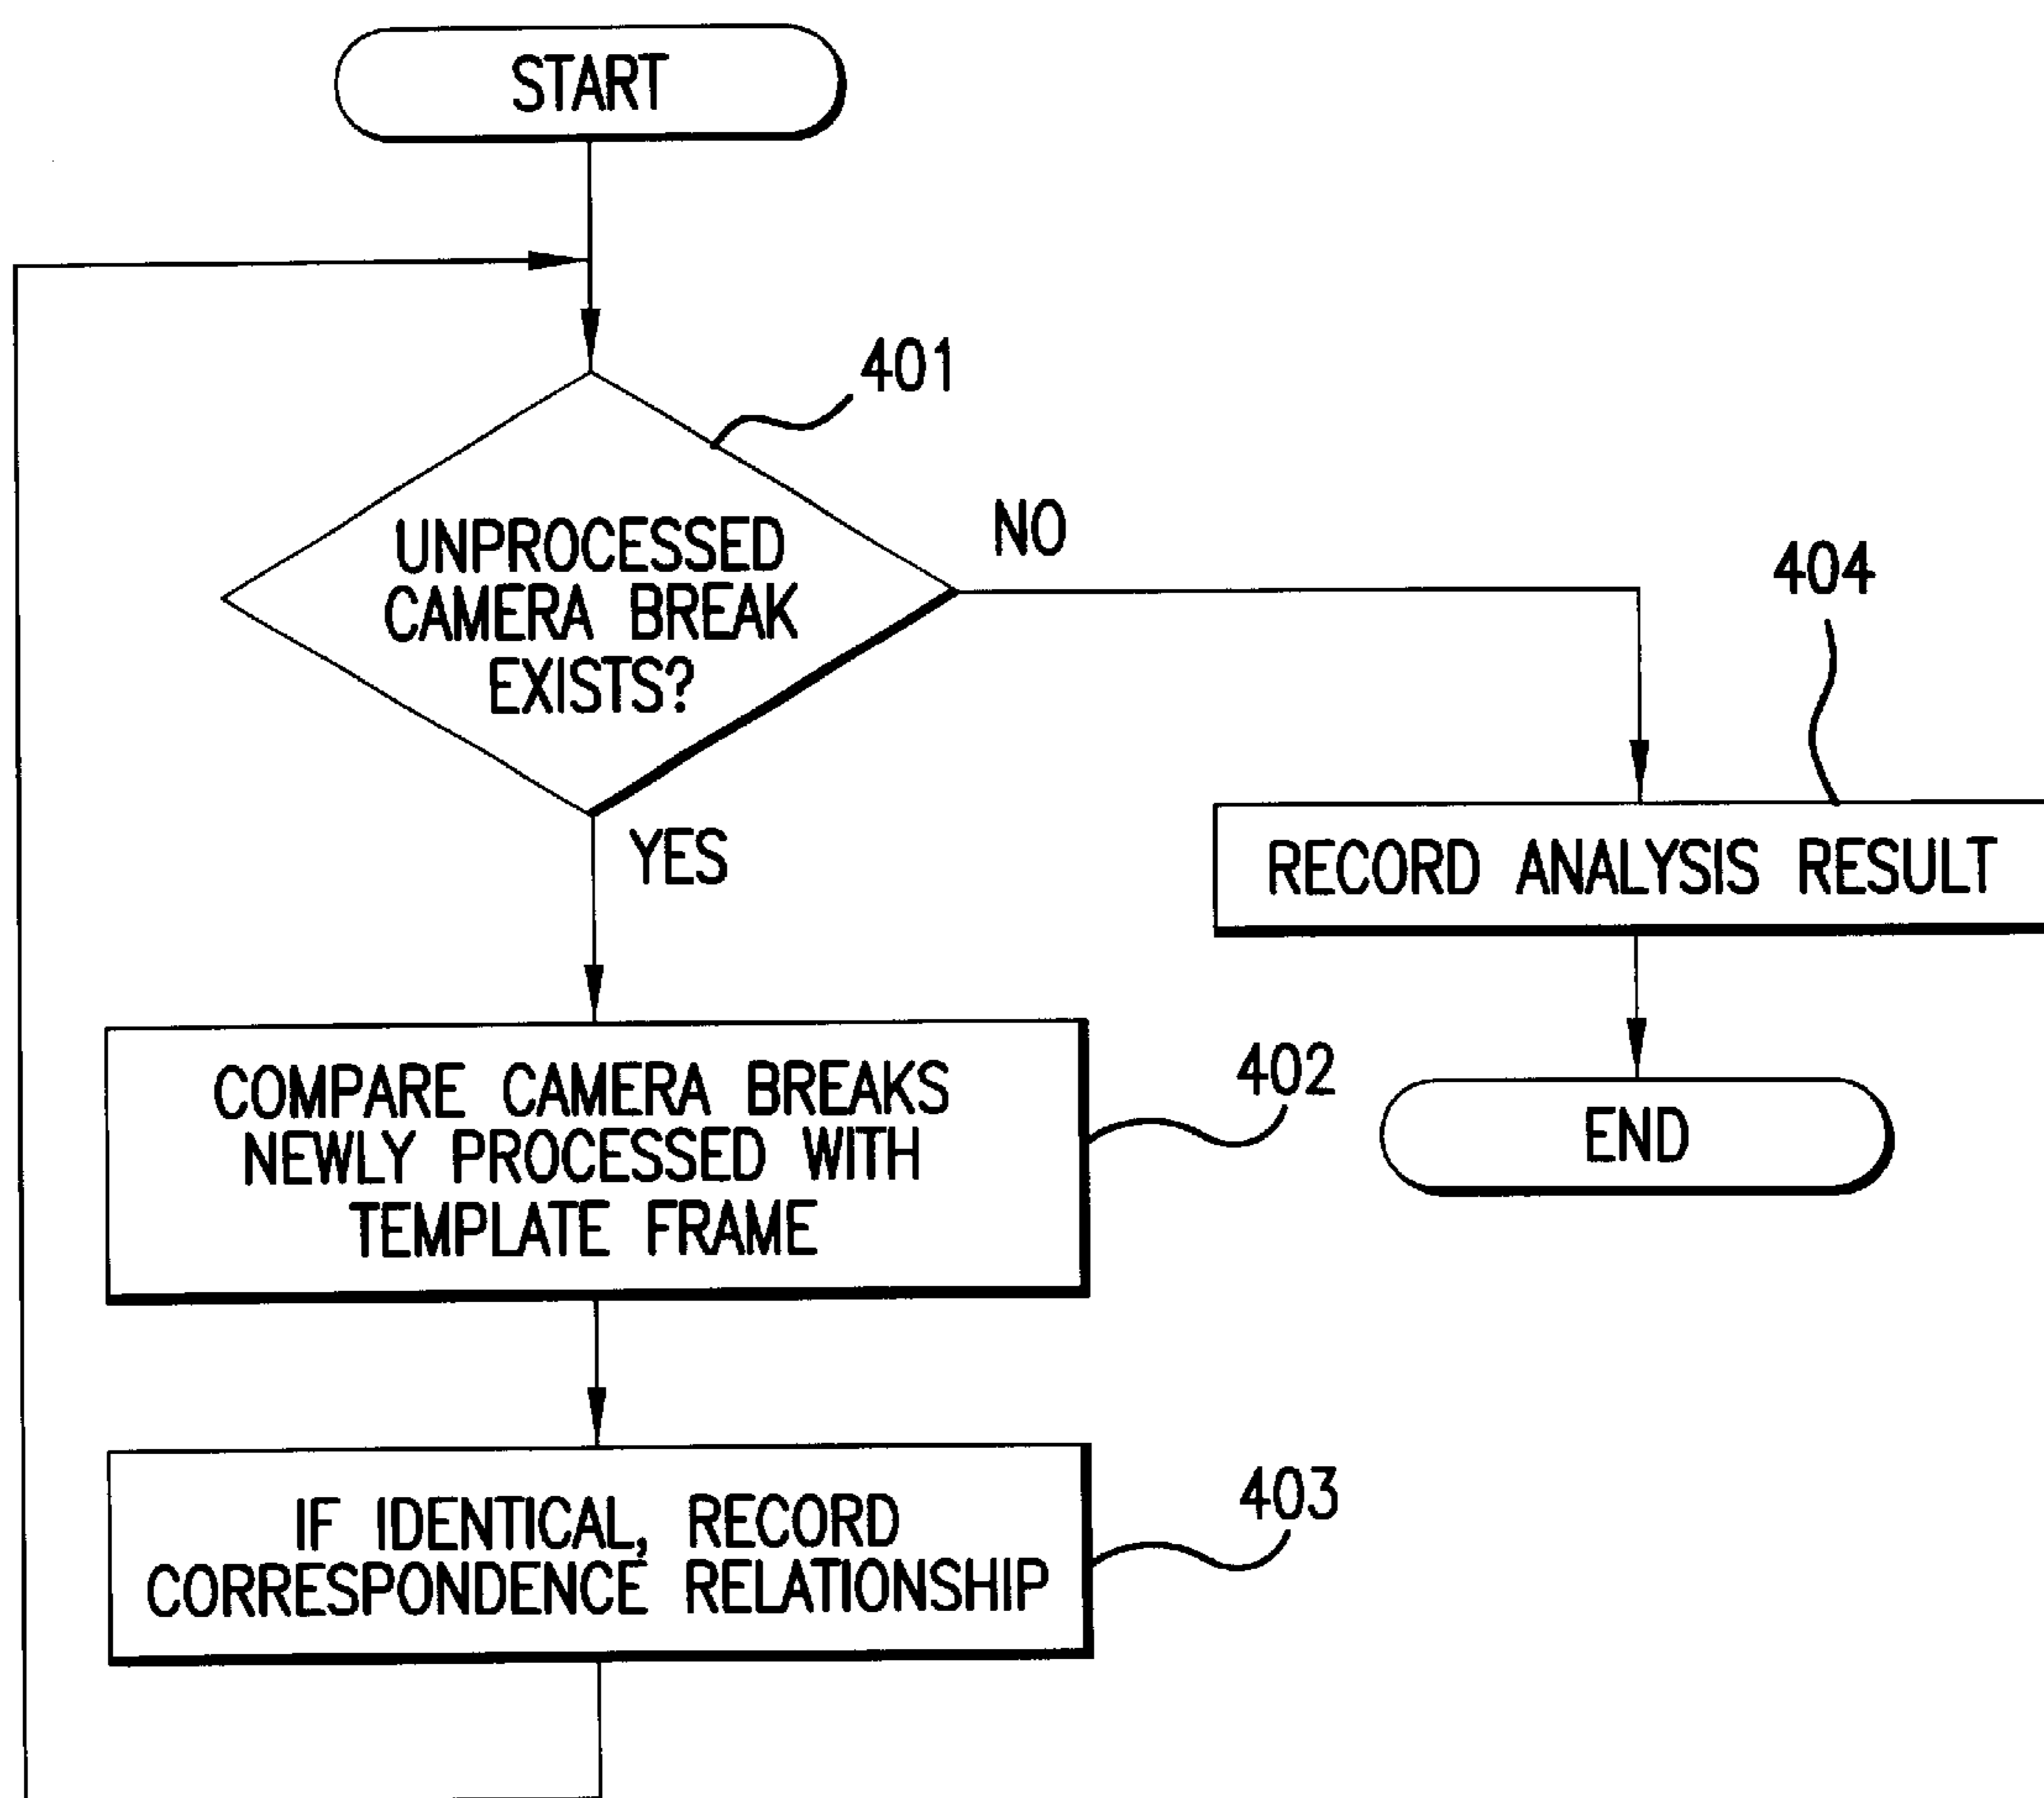 START
401
UNPROCESSED
CAMERA BREAK
EXISTS?
NO
YES
404
RECORD ANALYSIS RESULT
END
COMPARE CAMERA BREAKS
NEWLY PROCESSED WITH
TEMPLATE FRAME
402
IF IDENTICAL, RECORD
CORRESPONDENCE RELATIONSHIP
403